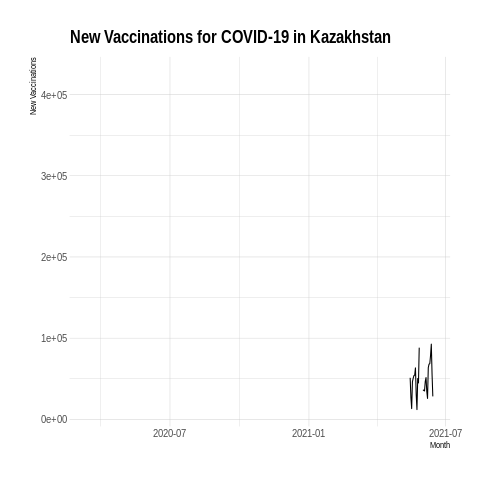 New Vaccinations for COVID-19 in Kazakhstan
New Vaccinations
4e+05
3e+05
2e+05
1e+05
0e+00
2020-07
2021-01
2021-07
Month